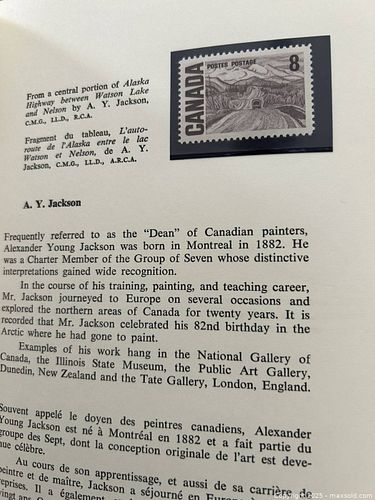 CANADA
POSTES POSTAGE
8
From a central portion of Alaska
Highway between Watson Lake
and Nelson by A. Y. Jackson,
C.M.G., LL.D., R.C.A.
Fragment du tableau, L'auto-
route de l'Alaska entre le lac
Watson et Nelson, de A. Y.
Jackson, C.M.G., LL.D., A.R.C.A.
A. Y. Jackson
Frequently referred to as the "Dean" of Canadian painters,
Alexander Young Jackson was born in Montreal in 1882. He
was a Charter Member of the Group of Seven whose distinctive
interpretations gained wide recognition.
In the course of his training, painting, and teaching career,
Mr. Jackson journeyed to Europe on several occasions and
explored the northern areas of Canada for twenty years. It is
recorded that Mr. Jackson celebrated his 82nd birthday in the
Arctic where he had gone to paint.
Examples of his work hang in the National Gallery of
Canada, the Illinois State Museum, the Public Art Gallery,
Dunedin, New Zealand and the Tate Gallery, London, England.
Souvent appelé le doyen des peintres canadiens, Alexander
Young Jackson est né à Montréal en 1882 et a fait partie du
groupe des Sept, dont la conception originale de l'art est deve-
nue célèbre.
Au cours de son apprentissage, et aussi de sa carrière de
peintre et de maître, Jackson a séjourné en Europe
reprises. Il a également
vingt ans
2025 - maxsold.com